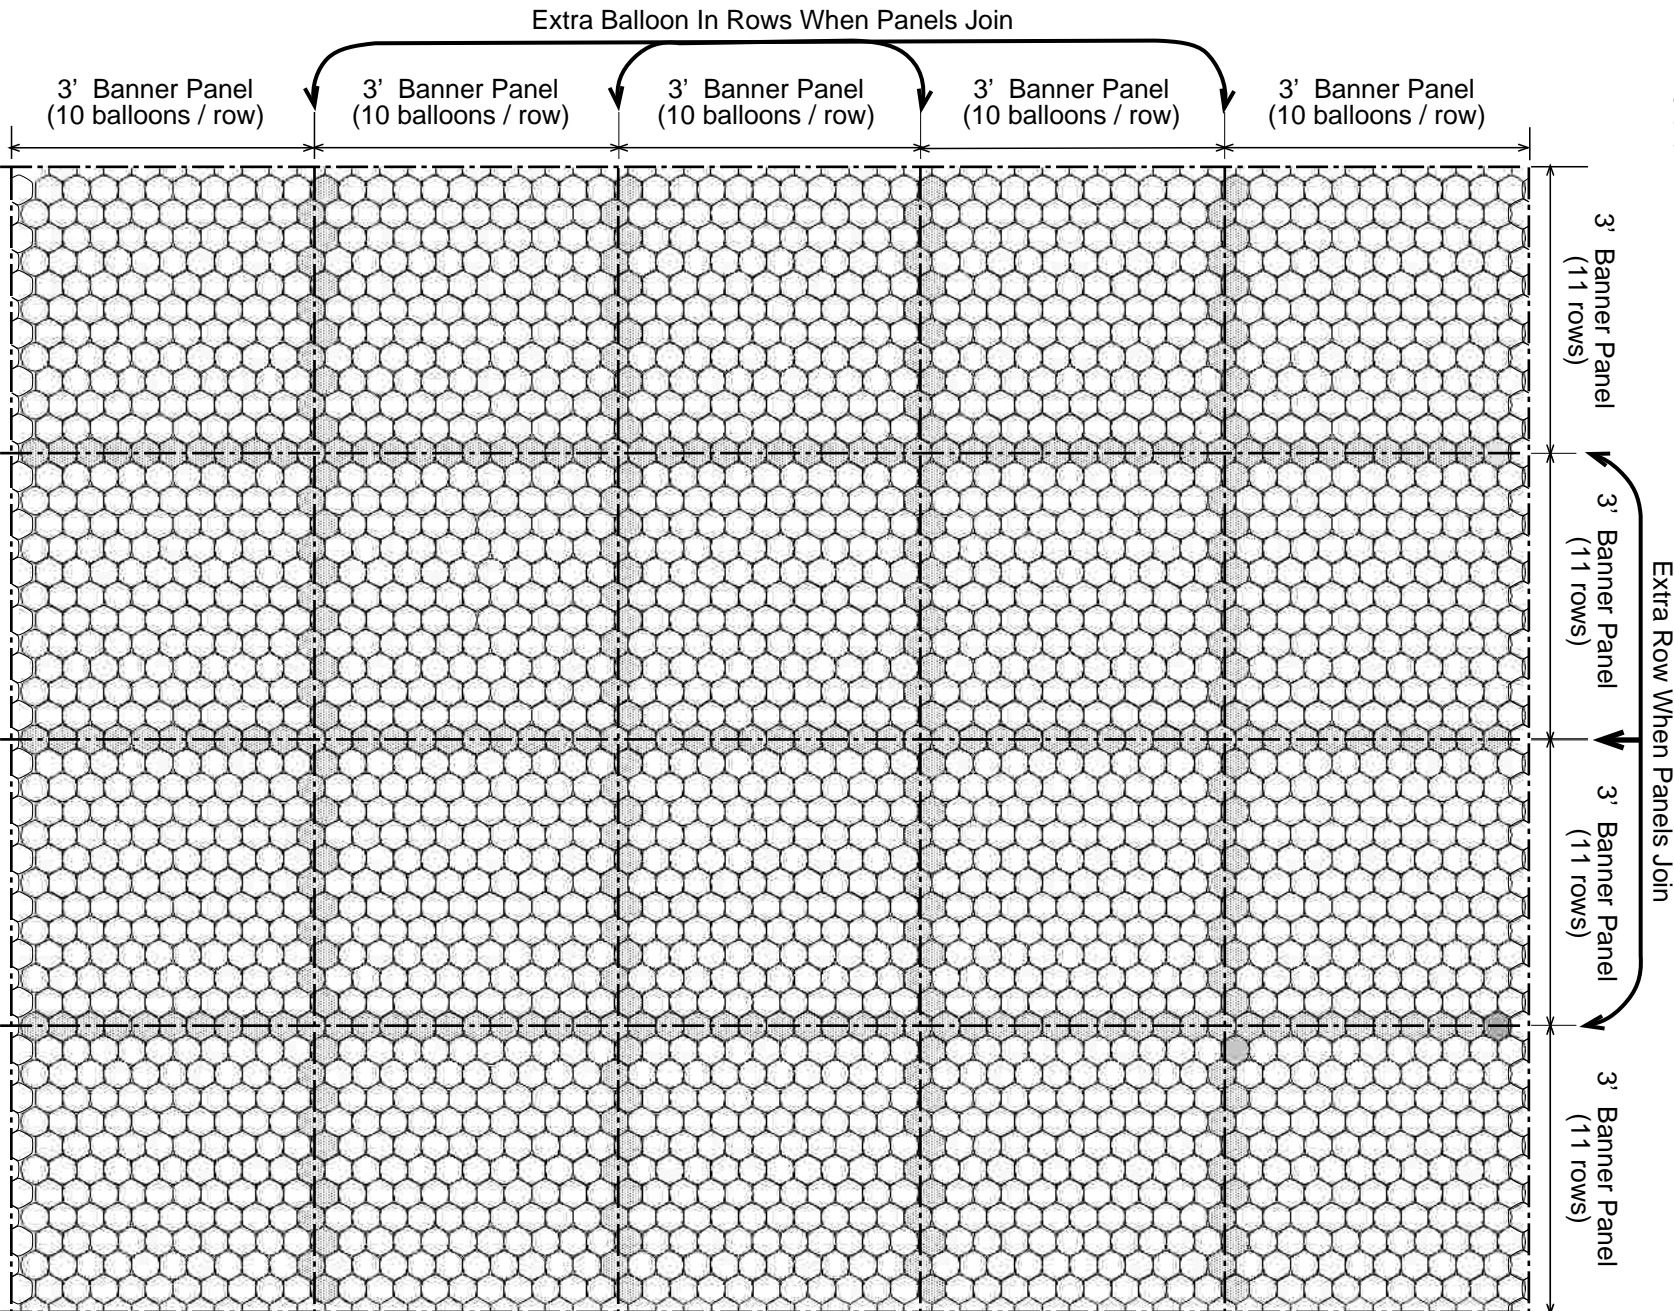 Extra Balloon In Rows When Panels Join
3’ Banner Panel
(10 balloons / row)
3’ Banner Panel
(10 balloons / row)
3’ Banner Panel
(10 balloons / row)
3’ Banner Panel
(10 balloons / row)
3’ Banner Panel
(10 balloons / row)
3’ Banner Panel
(11 rows)
3’ Banner Panel
(11 rows)
3’ Banner Panel
(11 rows)
3’ Banner Panel
(11 rows)
Extra Row When Panels Join